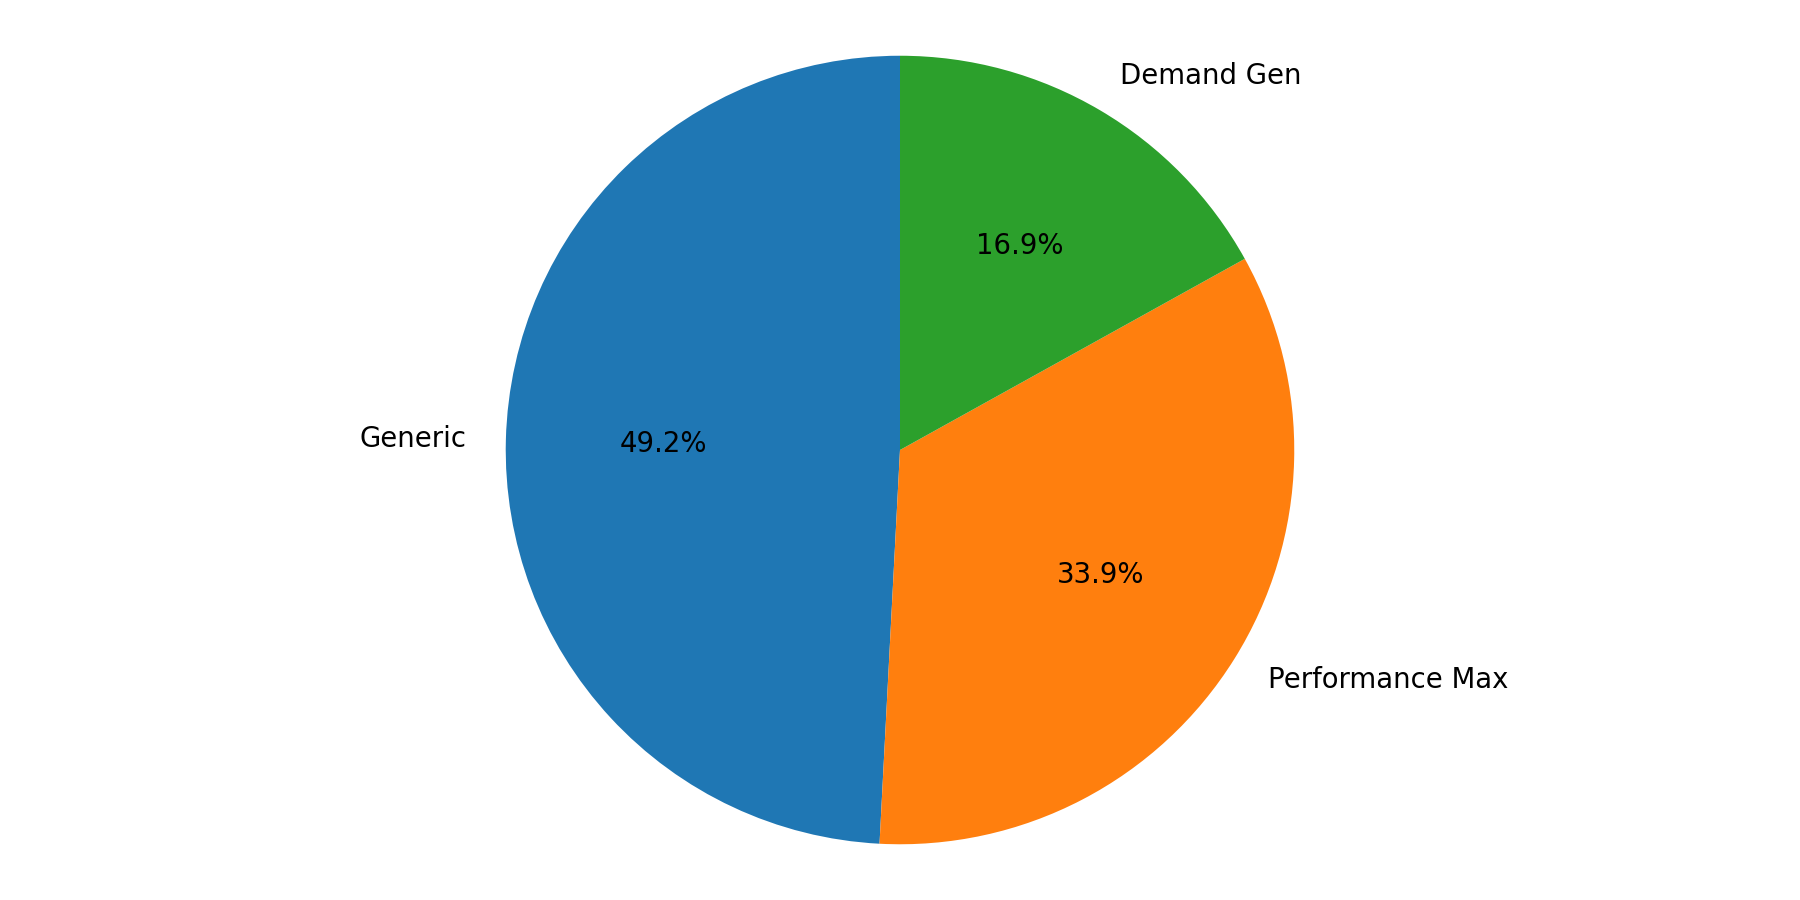 Demand Gen
16.9%
Generic
49.2%
33.9%
Performance Max